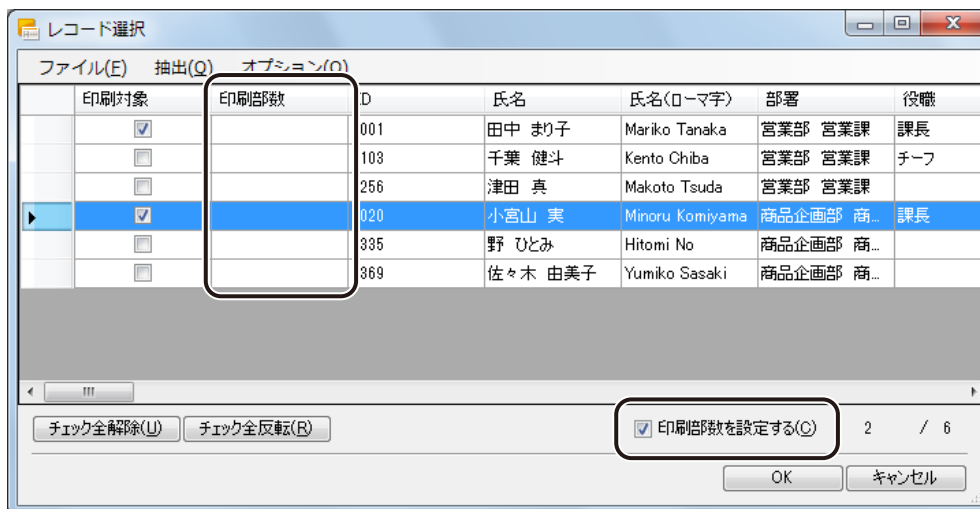 レコード選択
ファイル(F) 抽出(Q) オプション(O)
印刷対象 印刷部数 ID 氏名 氏名(ローマ字) 部署 役職
001 田中 まり子 Mariko Tanaka 営業部 営業課 課長
103 千葉 健斗 Kento Chiba 営業部 営業課 チーフ
256 津田 真 Makoto Tsuda 営業部 営業課
020 小宮山 実 Minoru Komiyama 商品企画部 商... 課長
335 野 ひとみ Hitomi No 商品企画部 商...
369 佐々木 由美子 Yumiko Sasaki 商品企画部 商...
チェック全解除(U) チェック全反転(R) 印刷部数を設定する(C) 2 / 6
OK キャンセル